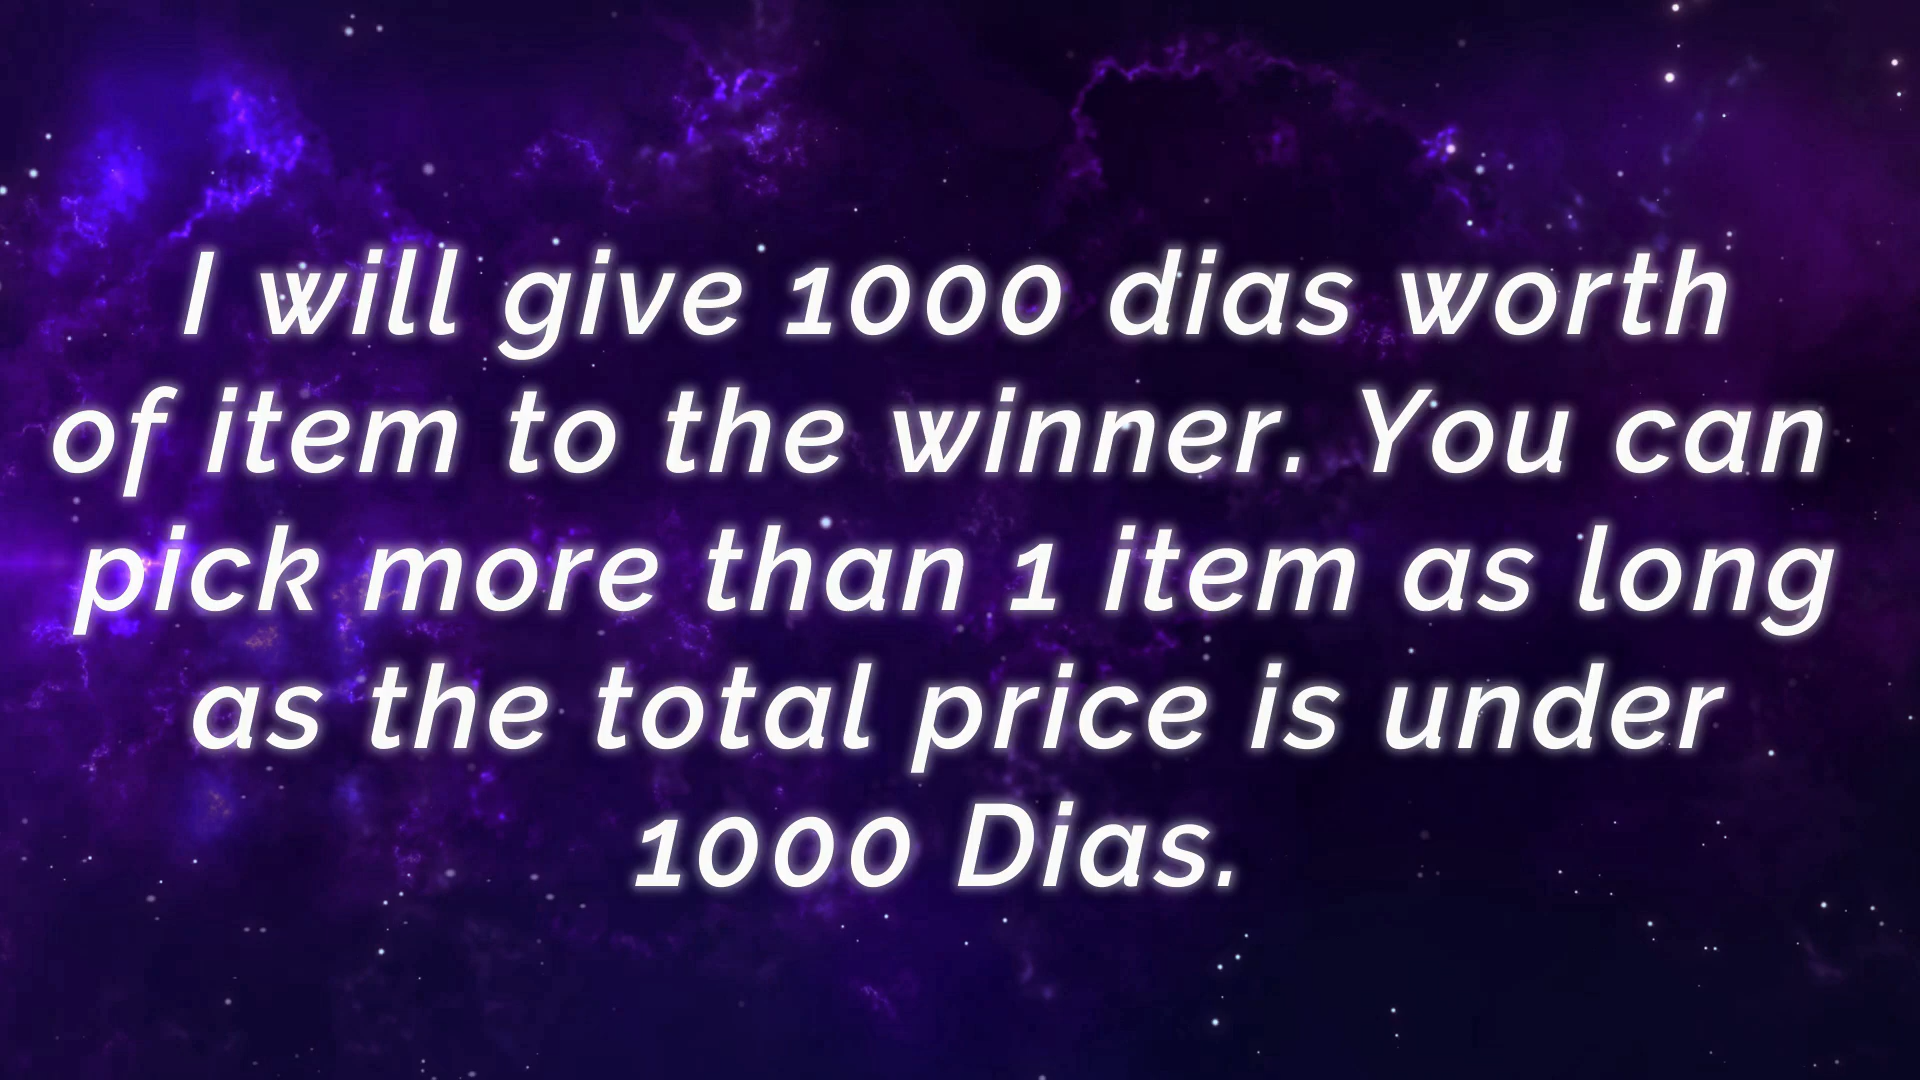 I will give 1000 dias worth
of item to the winner. You can
pick more than 1 item as long
as the total price is under
1000 Dias.